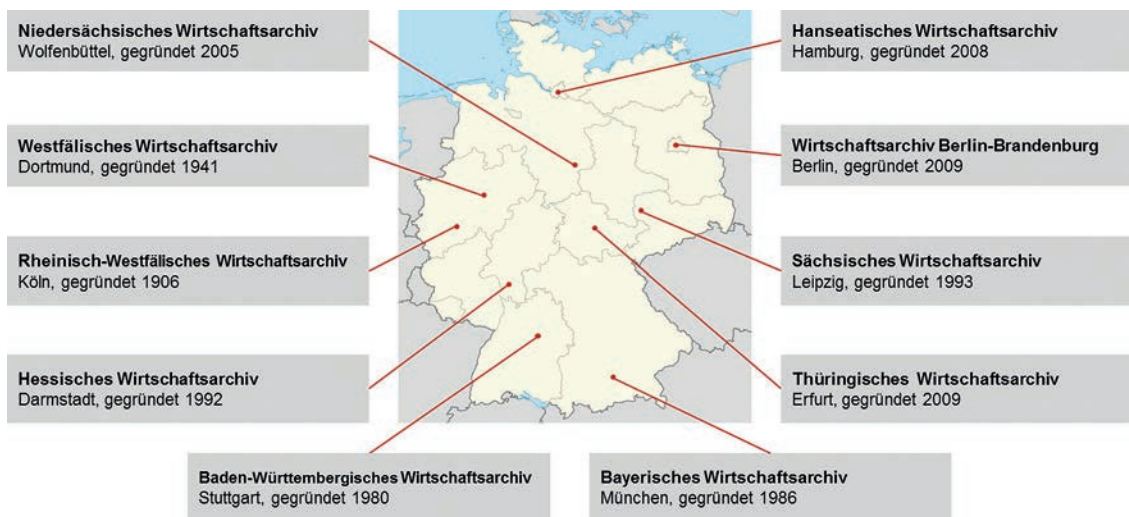 Niedersächsisches Wirtschaftsarchiv
Wolfenbüttel, gegründet 2005
Hanseatisches Wirtschaftsarchiv
Hamburg, gegründet 2008
Westfälisches Wirtschaftsarchiv
Dortmund, gegründet 1941
Wirtschaftsarchiv Berlin-Brandenburg
Berlin, gegründet 2009
Rheinisch-Westfälisches Wirtschaftsarchiv
Köln, gegründet 1906
Sächsisches Wirtschaftsarchiv
Leipzig, gegründet 1993
Hessisches Wirtschaftsarchiv
Darmstadt, gegründet 1992
Thüringisches Wirtschaftsarchiv
Erfurt, gegründet 2009
Baden-Württembergisches Wirtschaftsarchiv
Stuttgart, gegründet 1980
Bayerisches Wirtschaftsarchiv
München, gegründet 1986